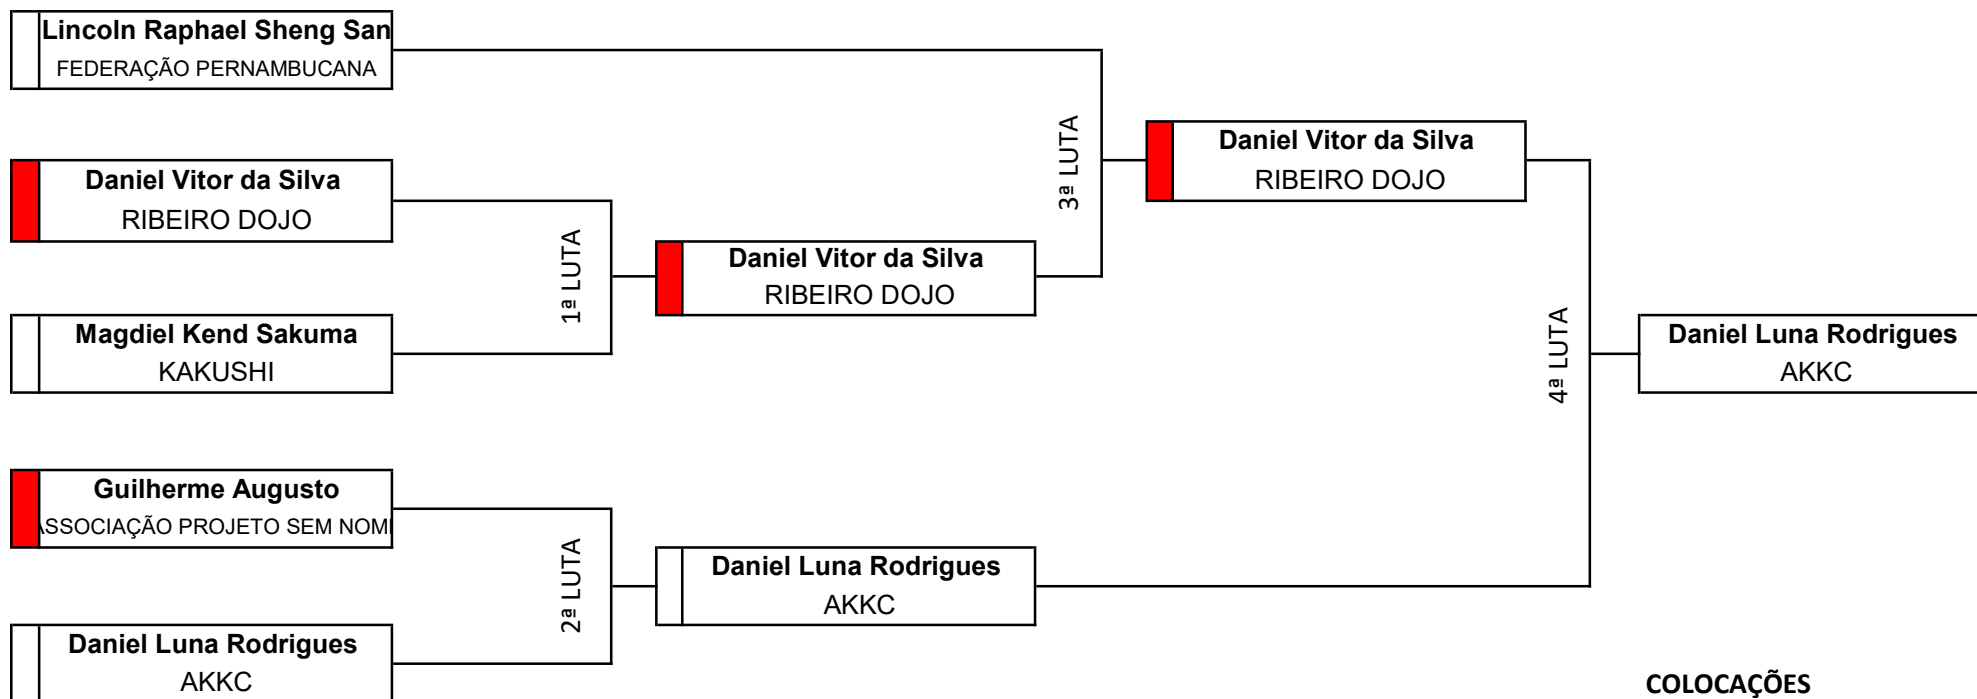 Lincoln Raphael Sheng San
FEDERAÇÃO PERNAMBUCANA
Daniel Vitor da Silva
RIBEIRO DOJO
Magdiel Kend Sakuma
KAKUSHI
Guilherme Augusto
ASSOCIAÇÃO PROJETO SEM NOM
Daniel Luna Rodrigues
AKKC
1ª LUTA
2ª LUTA
Daniel Vitor da Silva
RIBEIRO DOJO
Daniel Luna Rodrigues
AKKC
3ª LUTA
Daniel Vitor da Silva
RIBEIRO DOJO
4ª LUTA
Daniel Luna Rodrigues
AKKC
COLOCAÇÕES